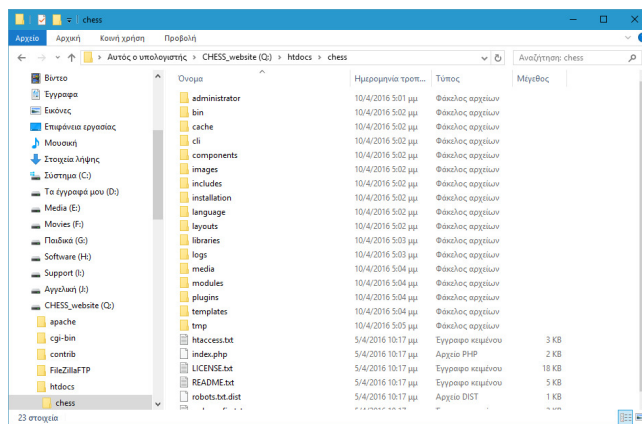 chess
Αρχείο Αρχική Κοινή χρήση Προβολή
Αυτός ο υπολογιστής > CHESS_website (Q:) > htdocs > chess Αναζήτηση: chess
Όνομα Ημερομηνία τροπ... Τύπος Μέγεθος
Βίντεο
Έγγραφα
Εικόνες
Επιφάνεια εργασίας
Μουσική
Στοιχεία λήψης
Σύστημα (C:)
Τα έγγραφά μου (D:)
Media (E:)
Movies (F:)
Παιδικά (G:)
Software (H:)
Support (I:)
Αγγελική (J:)
CHESS_website (Q:)
apache
cgi-bin
contrib
FileZillaFTP
htdocs
chess
administrator 10/4/2016 5:01 μμ Φάκελος αρχείων
bin 10/4/2016 5:02 μμ Φάκελος αρχείων
cache 10/4/2016 5:02 μμ Φάκελος αρχείων
cli 10/4/2016 5:02 μμ Φάκελος αρχείων
components 10/4/2016 5:02 μμ Φάκελος αρχείων
images 10/4/2016 5:02 μμ Φάκελος αρχείων
includes 10/4/2016 5:02 μμ Φάκελος αρχείων
installation 10/4/2016 5:02 μμ Φάκελος αρχείων
language 10/4/2016 5:02 μμ Φάκελος αρχείων
layouts 10/4/2016 5:02 μμ Φάκελος αρχείων
libraries 10/4/2016 5:03 μμ Φάκελος αρχείων
logs 10/4/2016 5:03 μμ Φάκελος αρχείων
media 10/4/2016 5:04 μμ Φάκελος αρχείων
modules 10/4/2016 5:04 μμ Φάκελος αρχείων
plugins 10/4/2016 5:04 μμ Φάκελος αρχείων
templates 10/4/2016 5:04 μμ Φάκελος αρχείων
tmp 10/4/2016 5:05 μμ Φάκελος αρχείων
htaccess.txt 5/4/2016 10:17 μμ Έγγραφο κειμένου 3 KB
index.php 5/4/2016 10:17 μμ Αρχείο PHP 2 KB
LICENSE.txt 5/4/2016 10:17 μμ Έγγραφο κειμένου 18 KB
README.txt 5/4/2016 10:17 μμ Έγγραφο κειμένου 5 KB
robots.txt.dist 5/4/2016 10:17 μμ Αρχείο DIST 1 KB
23 στοιχεία